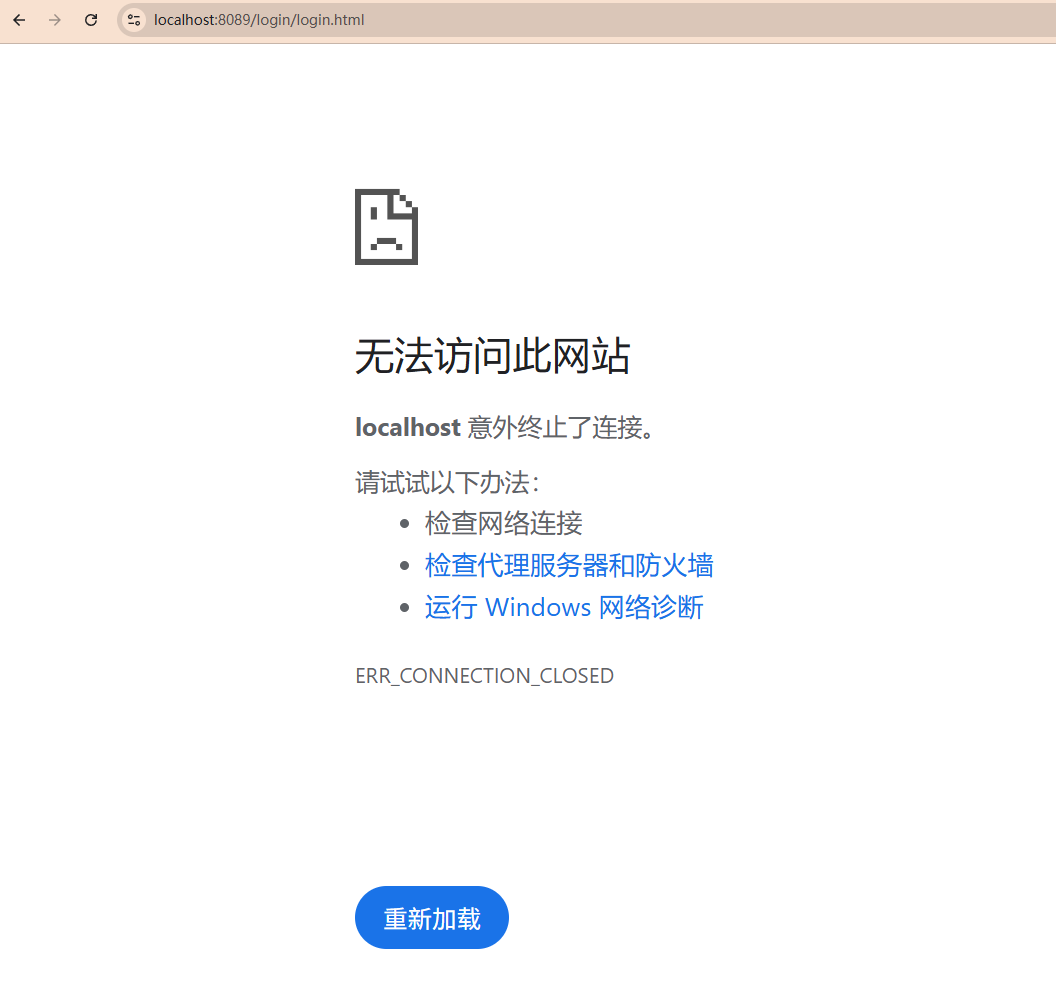 localhost:8089/login/login.html
无法访问此网站
localhost 意外终止了连接。
请试试以下办法：
检查网络连接
检查代理服务器和防火墙
运行 Windows 网络诊断
ERR_CONNECTION_CLOSED
重新加载